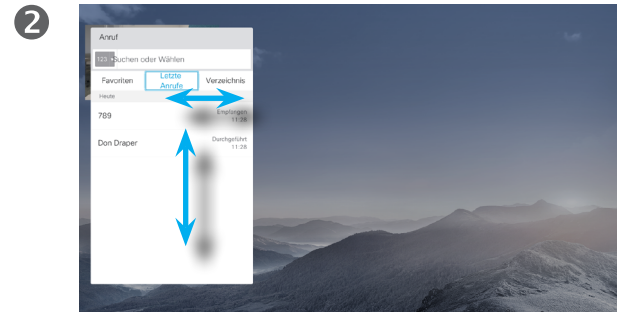 2
Anruf
123 Suchen oder Wählen
Favoriten
Letzte
Anrufe
Verzeichnis
Heute
789
Empfangen
11:28
Don Draper
Durchgeführt
11:28